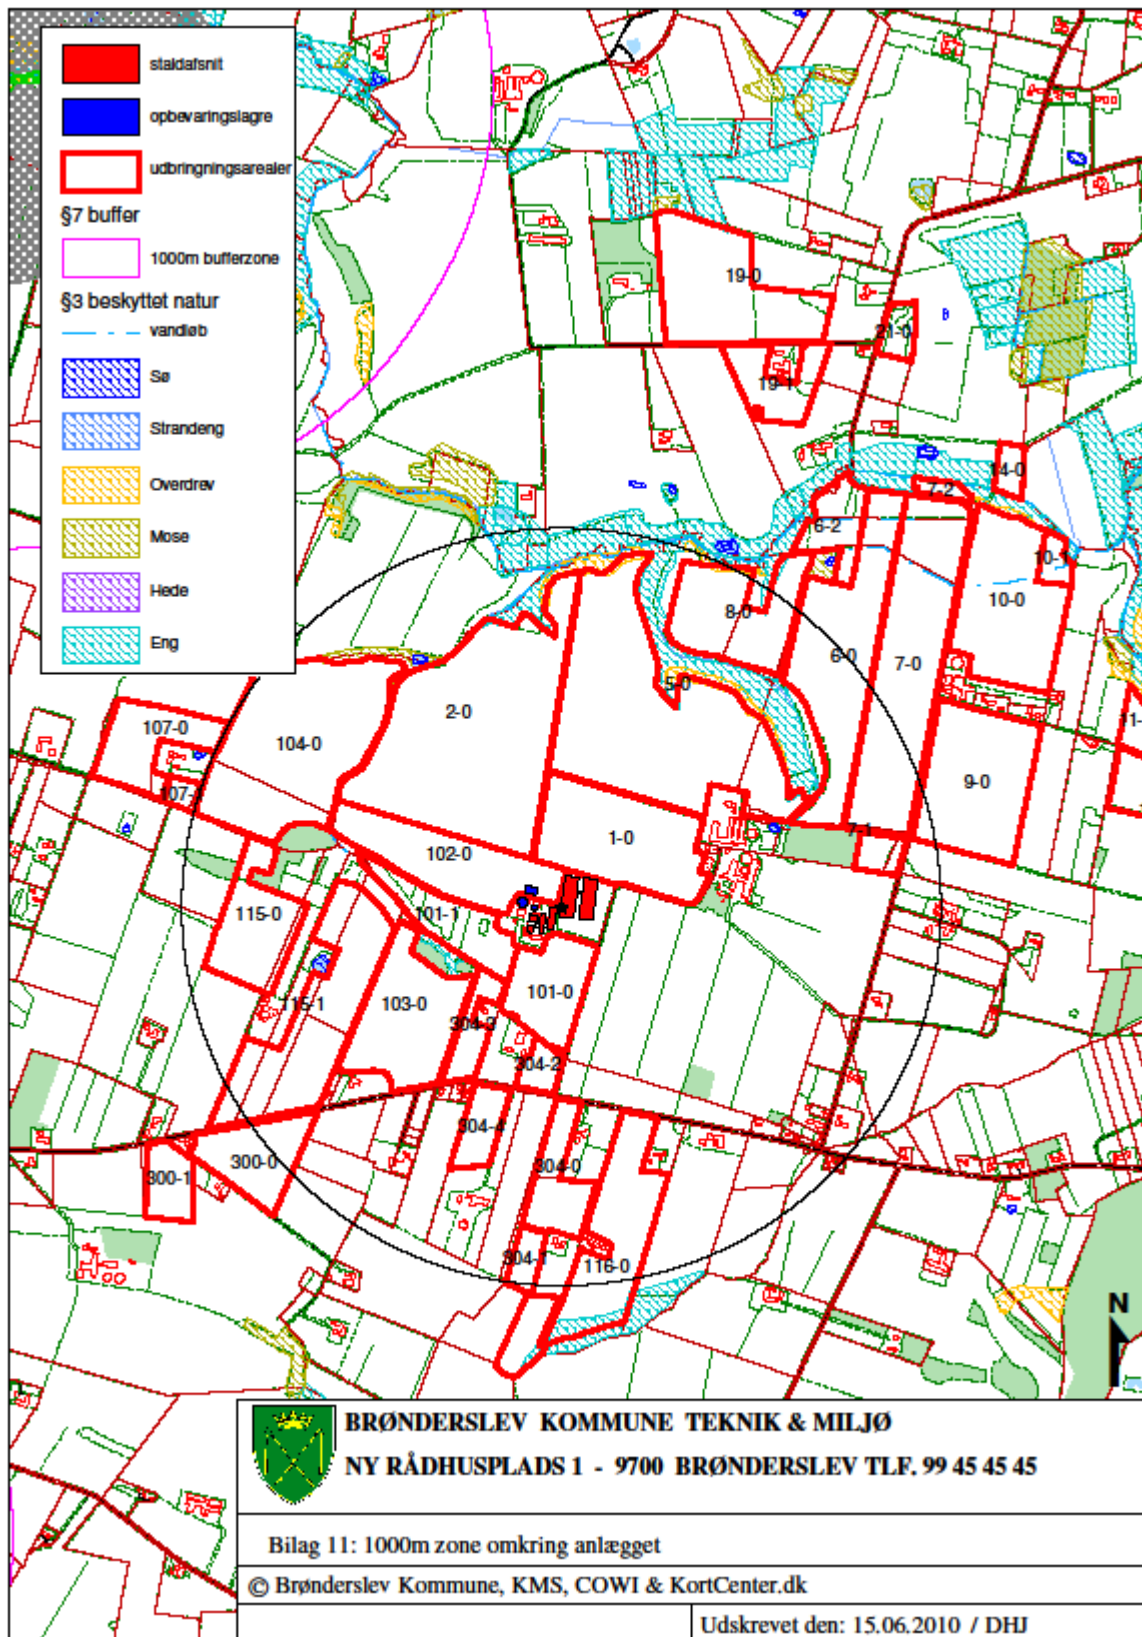 staldafsnit
opbevaringslagre
udbringningsarealer
§7 buffer
1000m bufferzone
§3 beskyttet natur
vandløb
Sø
Strandeng
Overdrev
Mose
Hede
Eng
19-0
21-0
19-1
14-0
7-2
6-2
10-1
10-0
8-0
6-0
7-0
5-0
2-0
11-
107-0
104-0
9-0
107-
7-1
1-0
102-0
101-1
115-0
101-0
115-1
103-0
304-3
304-2
304-4
300-0
304-0
300-1
304-1
116-0
N
BRØNDERSLEV KOMMUNE TEKNIK & MILJØ
NY RÅDHUSPLADS 1 - 9700 BRØNDERSLEV TLF. 99 45 45 45
Bilag 11: 1000m zone omkring anlægget
© Brønderslev Kommune, KMS, COWI & KortCenter.dk
Udskrevet den: 15.06.2010 / DHJ